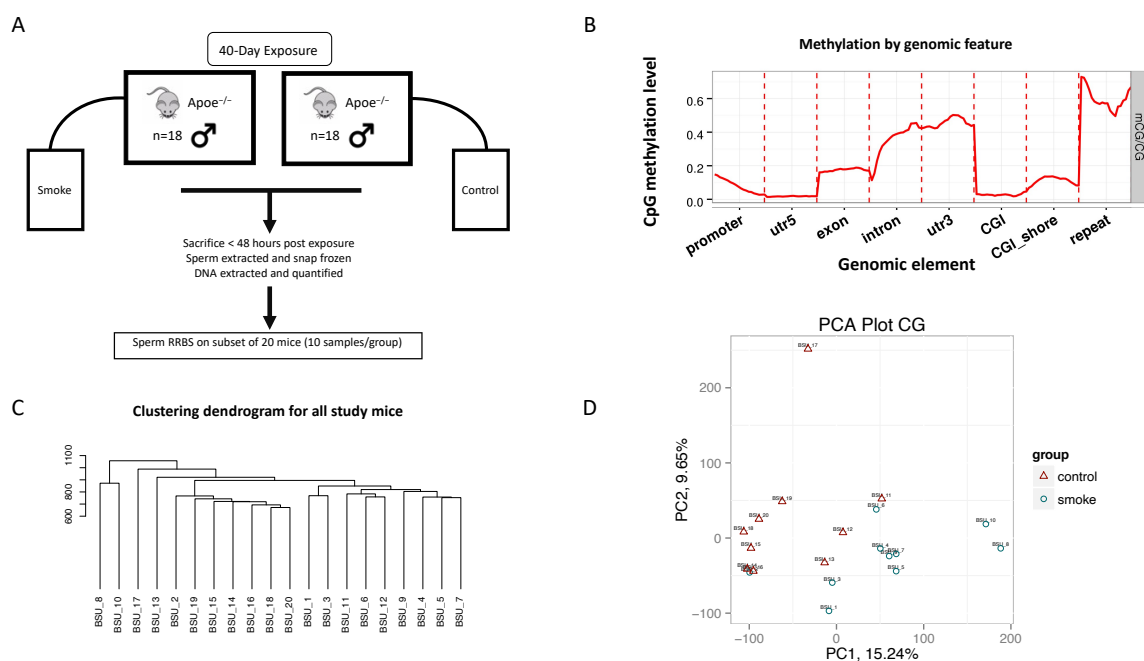 A
40-Day Exposure
Apoe⁻/⁻
n=18
Apoe⁻/⁻
n=18
Smoke
Control
Sacrifice < 48 hours post exposure
Sperm extracted and snap frozen
DNA extracted and quantified
Sperm RRBS on subset of 20 mice (10 samples/group)
B
Methylation by genomic feature
CpG methylation level
0.6
0.4
0.2
0.0
mCG/CG
promoter
utr5
exon
intron
utr3
CGI
CGI_shore
repeat
Genomic element
C
Clustering dendrogram for all study mice
1100
800
600
BSU_8
BSU_10
BSU_17
BSU_13
BSU_2
BSU_19
BSU_15
BSU_14
BSU_16
BSU_18
BSU_20
BSU_1
BSU_3
BSU_11
BSU_6
BSU_12
BSU_9
BSU_4
BSU_5
BSU_7
D
PCA Plot CG
PC2, 9.65%
200
100
0
−100
BSU_17
BSU_19
BSU_11
BSU_6
BSU_20
BSU_18
BSU_12
BSU_10
BSU_15
BSU_4
BSU_7
BSU_8
BSU_13
BSU_5
BSU_3
BSU_1
−100
0
100
200
PC1, 15.24%
group
control
smoke